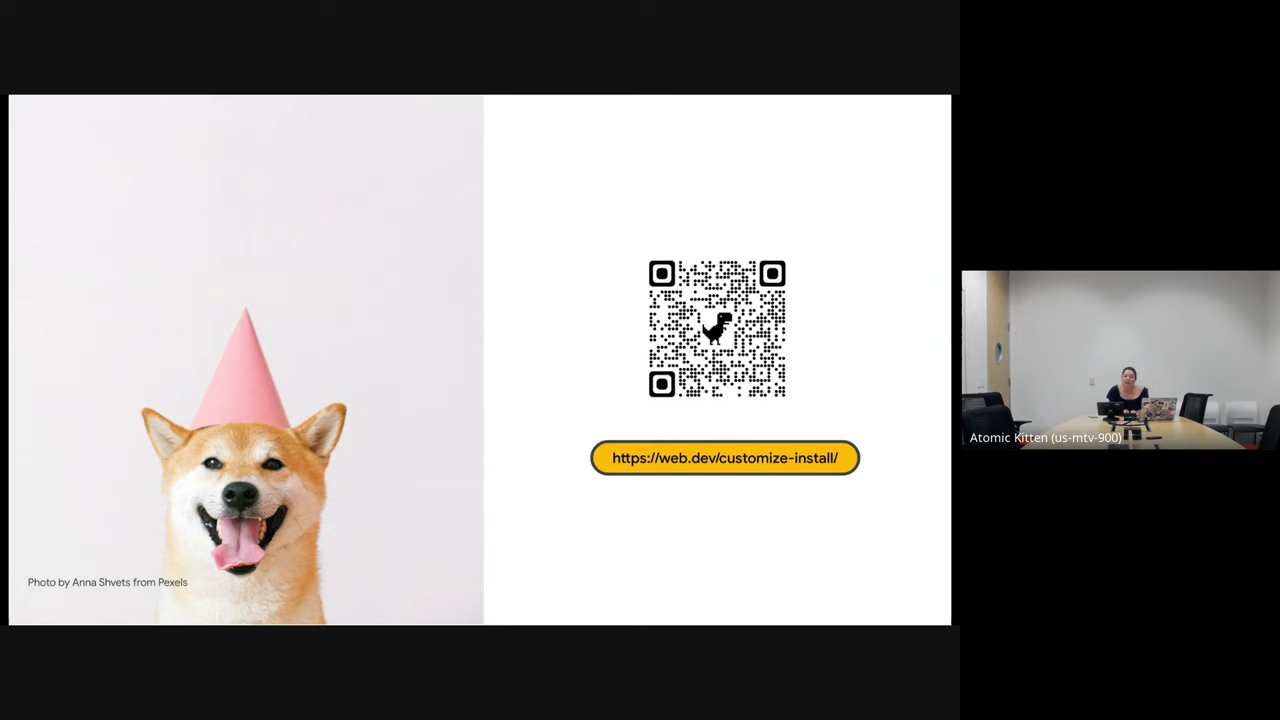 https://web.dev/customize-install/
Photo by Anna Shvets from Pexels
Atomic Kitten (us-mtv-900)